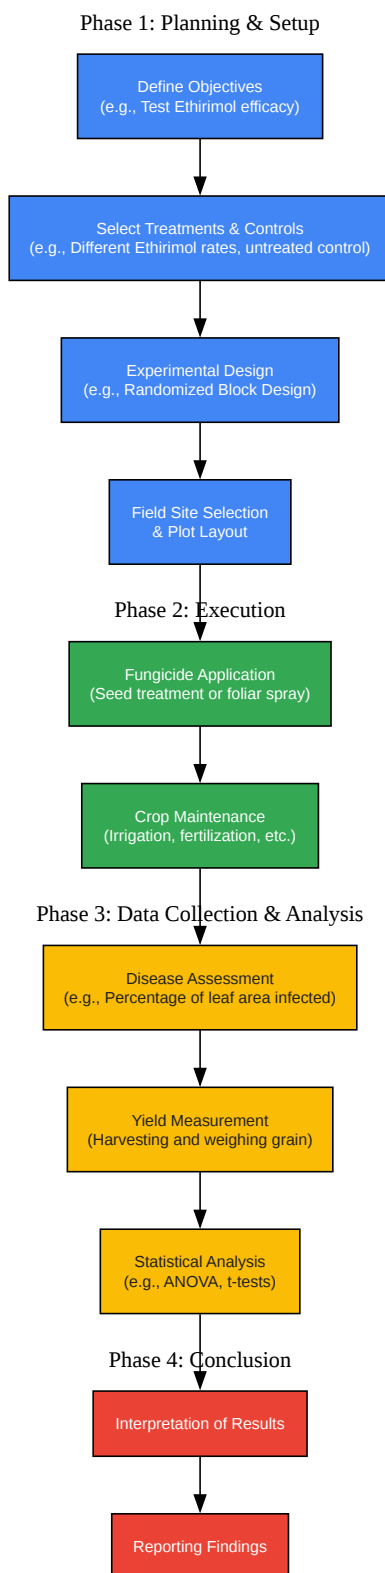 Phase 1: Planning & Setup
Define Objectives
(e.g., Test Ethirimol efficacy)
Select Treatments & Controls
(e.g., Different Ethirimol rates, untreated control)
Experimental Design
(e.g., Randomized Block Design)
Field Site Selection
& Plot Layout
Phase 2: Execution
Fungicide Application
(Seed treatment or foliar spray)
Crop Maintenance
(Irrigation, fertilization, etc.)
Phase 3: Data Collection & Analysis
Disease Assessment
(e.g., Percentage of leaf area infected)
Yield Measurement
(Harvesting and weighing grain)
Statistical Analysis
(e.g., ANOVA, t-tests)
Phase 4: Conclusion
Interpretation of Results
Reporting Findings